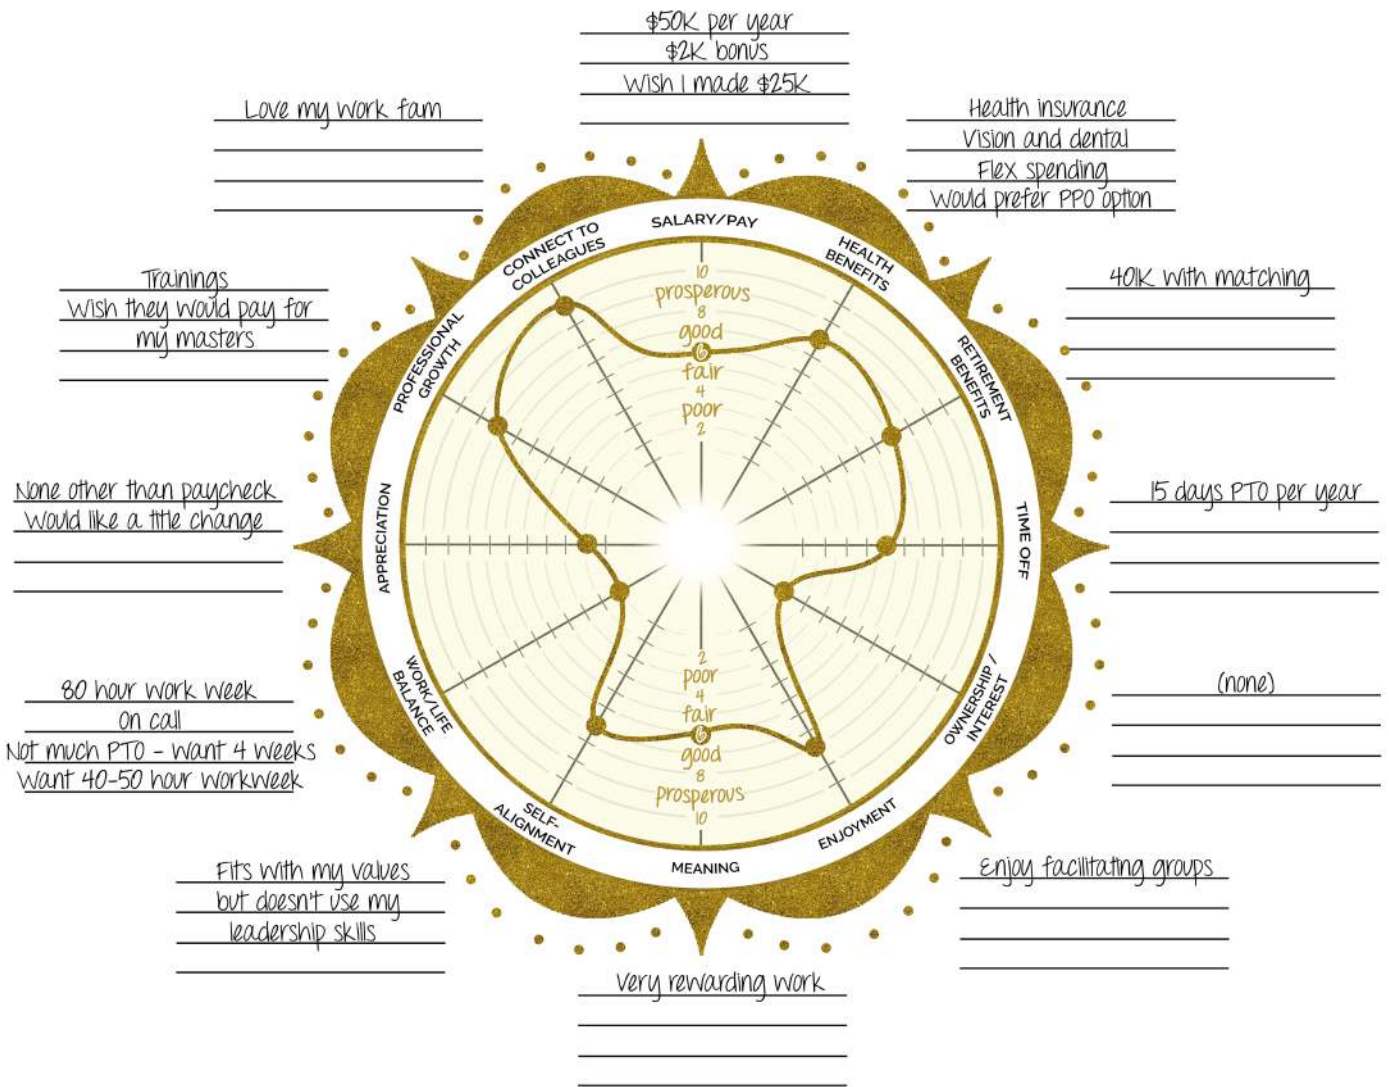 $50K per year
$2K bonus
Wish I made $25K
Love my work fam
Health insurance
Vision and dental
Flex spending
Would prefer PPO option
Trainings
Wish they would pay for
my masters
401K with matching
None other than paycheck
Would like a title change
15 days PTO per year
80 hour work week
On call
Not much PTO - Want 4 weeks
Want 40-50 hour workweek
(none)
Fits with my values
but doesn't use my
leadership skills
Enjoy facilitating groups
Very rewarding work
SALARY/PAY
HEALTH
BENEFITS
RETIREMENT
BENEFITS
TIME OFF
OWNERSHIP /
INTEREST
ENJOYMENT
MEANING
SELF-
ALIGNMENT
WORK/LIFE
BALANCE
APPRECIATION
PROFESSIONAL
GROWTH
CONNECT TO
COLLEAGUES
10
prosperous
8
good
6
fair
4
poor
2
2
poor
4
fair
6
good
8
prosperous
10